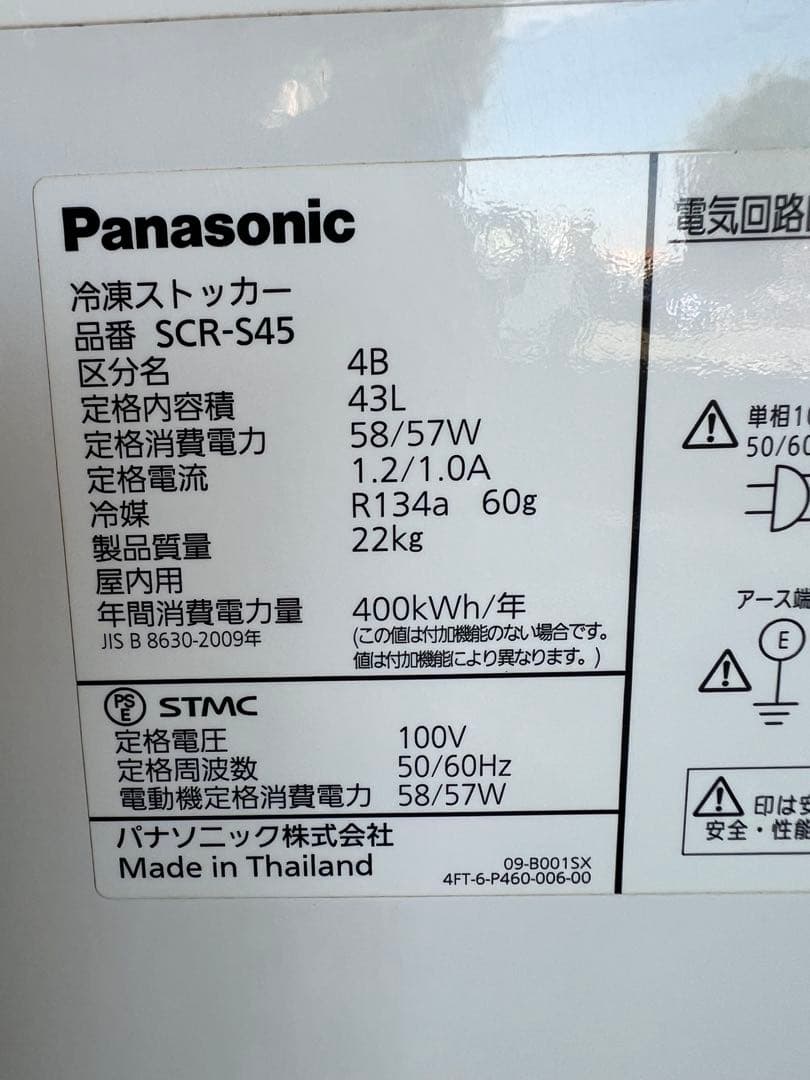 Panasonic
冷凍ストッカー
品番 SCR-S45
区分名 4B
定格内容積 43L
定格消費電力 58/57W
定格電流 1.2/1.0A
冷媒 R134a 60g
製品質量 22kg
屋内用
年間消費電力量 400kWh/年
JIS B 8630-2009年 (この値は付加機能のない場合です。
値は付加機能により異なります。)
PS
E STMC
定格電圧 100V
定格周波数 50/60Hz
電動機定格消費電力 58/57W
パナソニック株式会社
Made in Thailand
09-B001SX
4FT-6-P460-006-00
電気回路
単相1
50/60
アース端
E
印は安
安全・性能